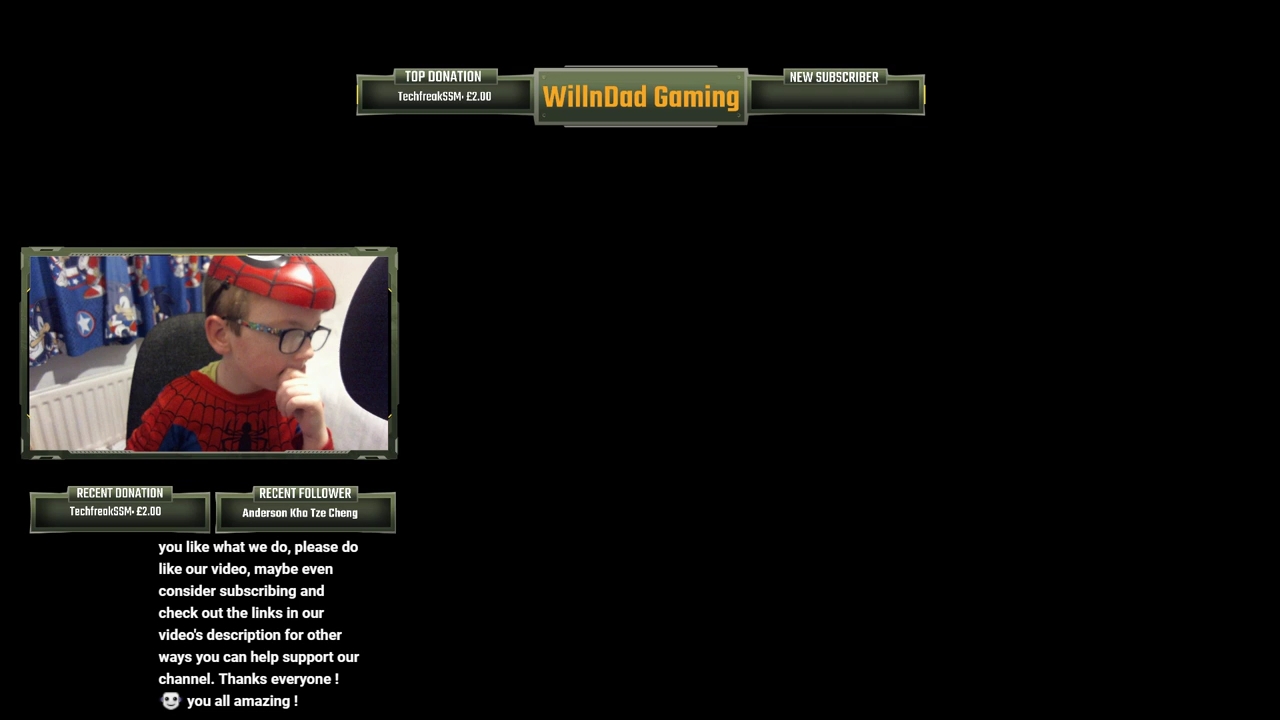 TOP DONATION
TechfreakSSM• £2.00
WillnDad Gaming
NEW SUBSCRIBER
RECENT DONATION
TechfreakSSM• £2.00
RECENT FOLLOWER
Anderson Kho Tze Cheng
you like what we do, please do
like our video, maybe even
consider subscribing and
check out the links in our
video's description for other
ways you can help support our
channel. Thanks everyone !
you all amazing !